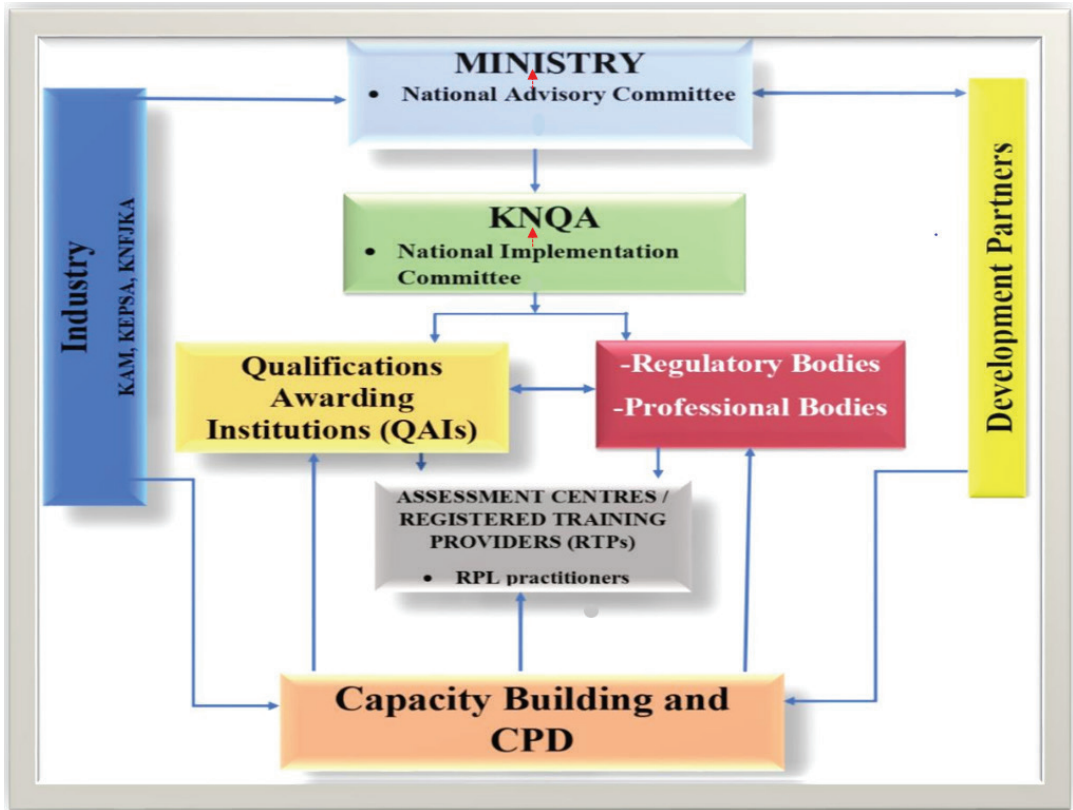 MINISTRY
• National Advisory Committee
Industry
KAM, KEPSA, KNFJKA
Development Partners
KNQA
• National Implementation
Committee
Qualifications
Awarding
Institutions (QAIs)
-Regulatory Bodies
-Professional Bodies
ASSESSMENT CENTRES /
REGISTERED TRAINING
PROVIDERS (RTPs)
• RPL practitioners
Capacity Building and
CPD